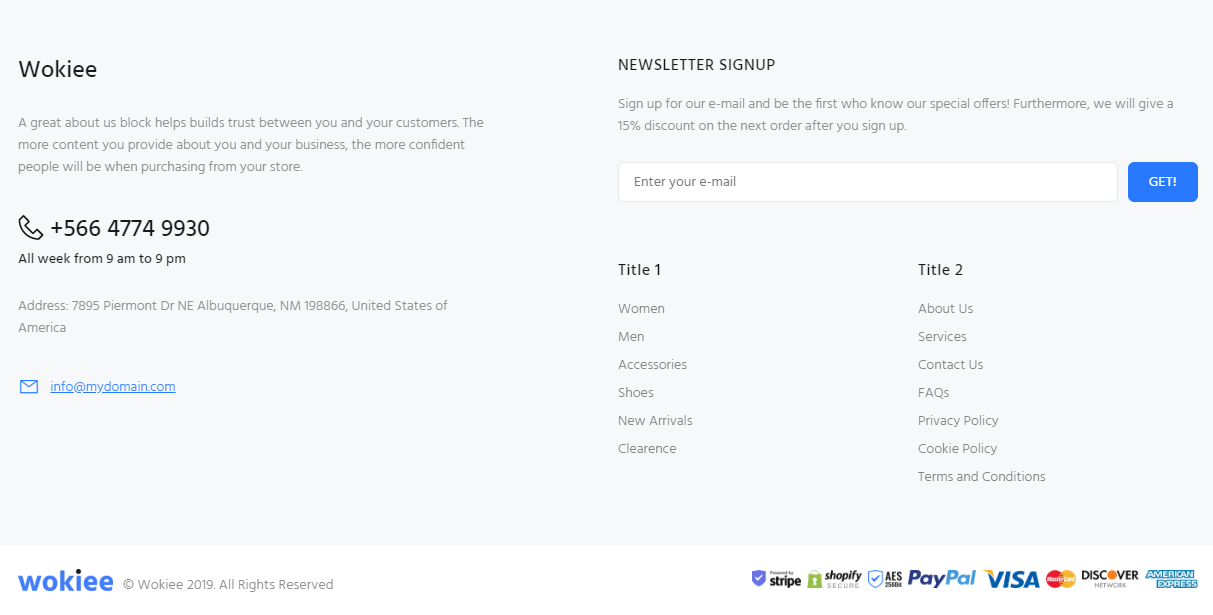 Wokiee
A great about us block helps builds trust between you and your customers. The
more content you provide about you and your business, the more confident
people will be when purchasing from your store.
+566 4774 9930
All week from 9 am to 9 pm
Address: 7895 Piermont Dr NE Albuquerque, NM 198866, United States of
America
info@mydomain.com
NEWSLETTER SIGNUP
Sign up for our e-mail and be the first who know our special offers! Furthermore, we will give a
15% discount on the next order after you sign up.
Enter your e-mail
GET!
Title 1
Women
Men
Accessories
Shoes
New Arrivals
Clearence
Title 2
About Us
Services
Contact Us
FAQs
Privacy Policy
Cookie Policy
Terms and Conditions
wokiee © Wokiee 2019. All Rights Reserved
Powered by
stripe
shopify
SECURE
AES
256Bit
PayPal
VISA
MasterCard
DISCOVER
NETWORK
AMERICAN
EXPRESS